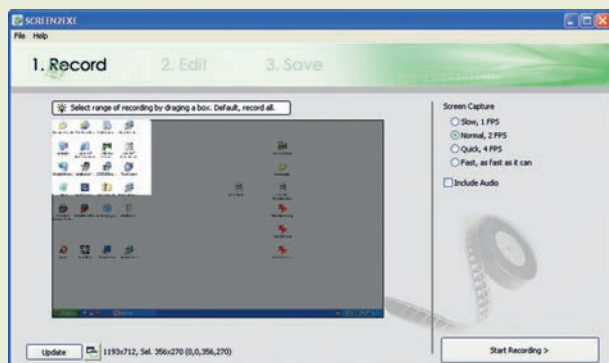 SCREEN2EXE
File Help
1. Record 2. Edit 3. Save
Select range of recording by draging a box. Default, record all.
Screen Capture
Slow, 1 FPS
Normal, 2 FPS
Quick, 4 FPS
Fast, as fast as it can
Include Audio
Update 1193x712, Sel. 356x270 (0,0,356,270)
Start Recording >